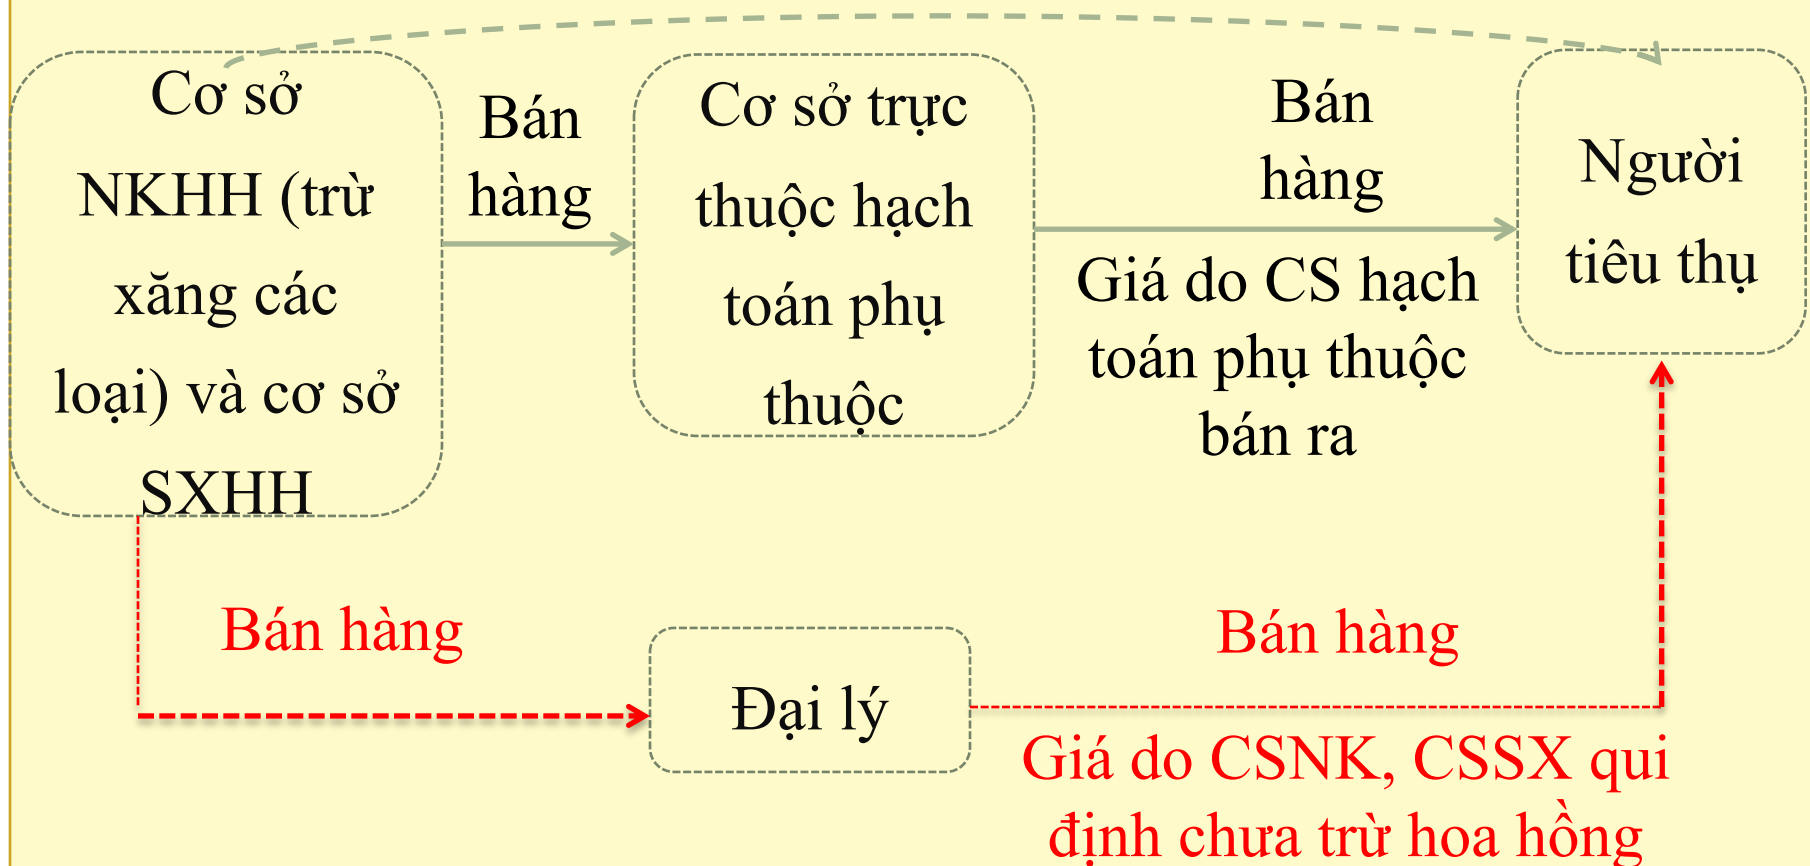 Cơ sở
NKHH (trừ
xăng các
loại) và cơ sở
SXHH
Bán
hàng
Cơ sở trực
thuộc hạch
toán phụ
thuộc
Bán
hàng
Giá do CS hạch
toán phụ thuộc
bán ra
Người
tiêu thụ
Bán hàng
Đại lý
Bán hàng
Giá do CSNK, CSSX qui
định chưa trừ hoa hồng